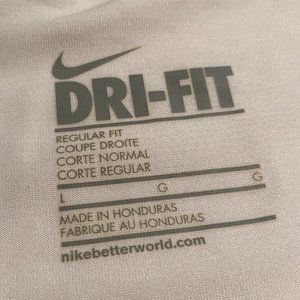 DRI-FIT
REGULAR FIT
COUPE DROITE
CORTE NORMAL
CORTE REGULAR
L G G
MADE IN HONDURAS
FABRIQUE AU HONDURAS
nikebetterworld.com